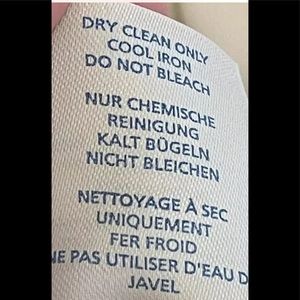 DRY CLEAN ONLY
COOL IRON
DO NOT BLEACH
NUR CHEMISCHE
REINIGUNG
KALT BÜGELN
NICHT BLEICHEN
NETTOYAGE À SEC
UNIQUEMENT
FER FROID
NE PAS UTILISER D'EAU D
JAVEL